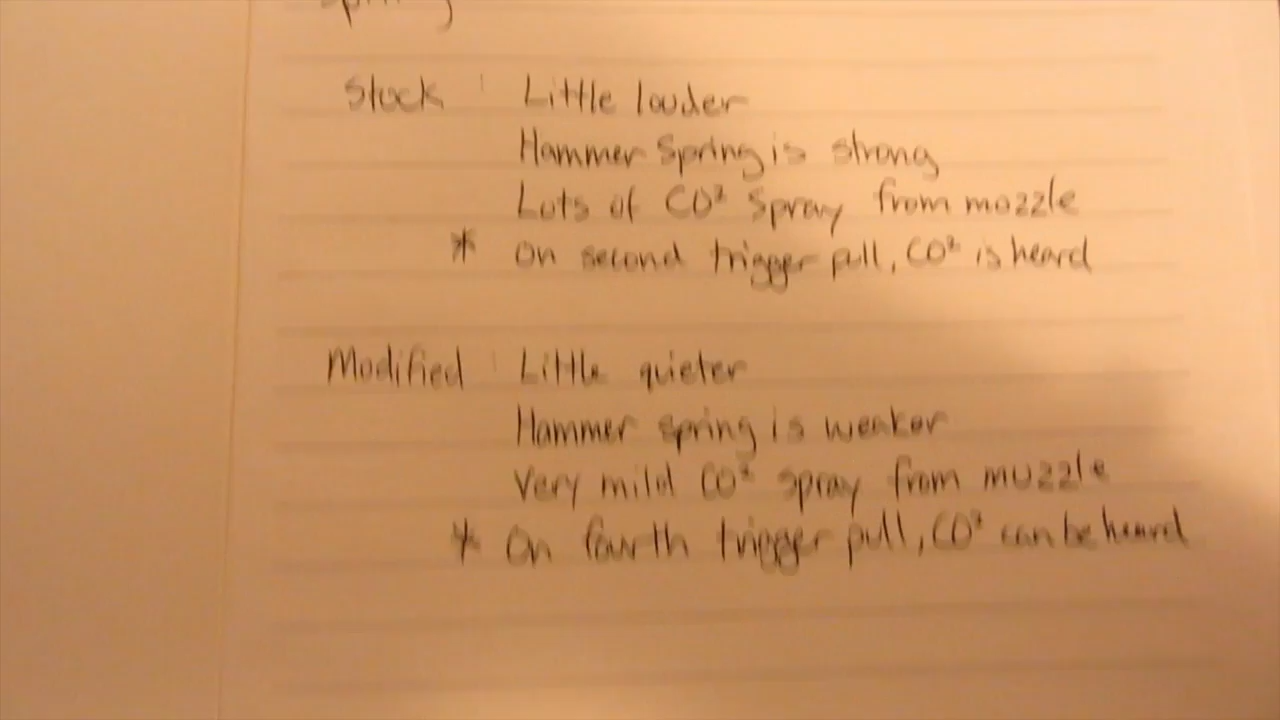 spring
Stock : Little louder
Hammer Spring is strong
Lots of CO² Spray from mozzle
* on second trigger pull, CO² is heard
Modified : Little quieter
Hammer spring is weaker
Very mild CO² spray from muzzle
* On fourth trigger pull, CO² can be heard